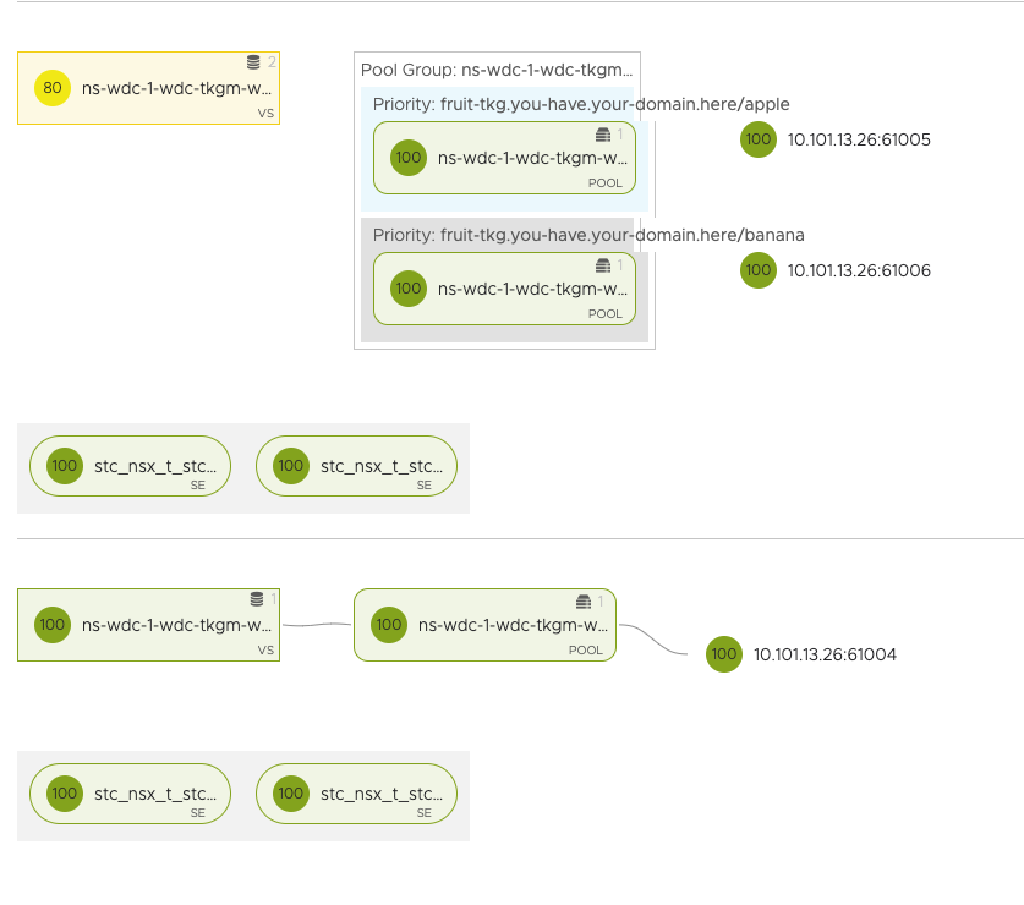 2
80 ns-wdc-1-wdc-tkgm-w...
VS
Pool Group: ns-wdc-1-wdc-tkgm...
Priority: fruit-tkg.you-have.your-domain.here/apple
1
100 ns-wdc-1-wdc-tkgm-w...
POOL
100 10.101.13.26:61005
Priority: fruit-tkg.you-have.your-domain.here/banana
1
100 ns-wdc-1-wdc-tkgm-w...
POOL
100 10.101.13.26:61006
100 stc_nsx_t_stc...
SE
100 stc_nsx_t_stc...
SE
1
100 ns-wdc-1-wdc-tkgm-w...
VS
1
100 ns-wdc-1-wdc-tkgm-w...
POOL
100 10.101.13.26:61004
100 stc_nsx_t_stc...
SE
100 stc_nsx_t_stc...
SE